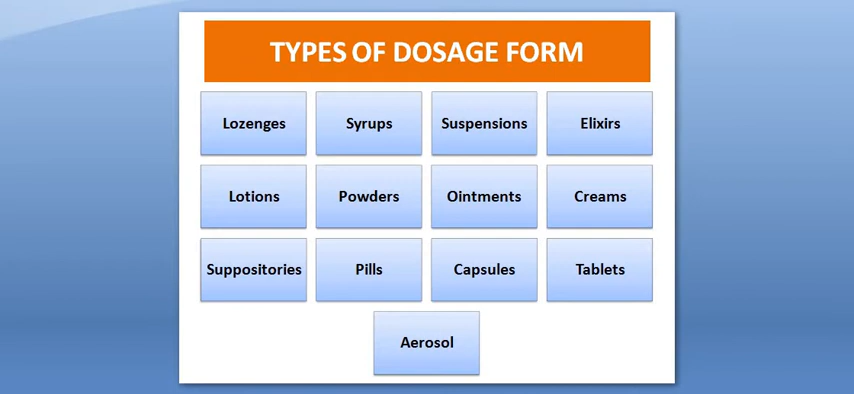 TYPES OF DOSAGE FORM
Lozenges
Syrups
Suspensions
Elixirs
Lotions
Powders
Ointments
Creams
Suppositories
Pills
Capsules
Tablets
Aerosol